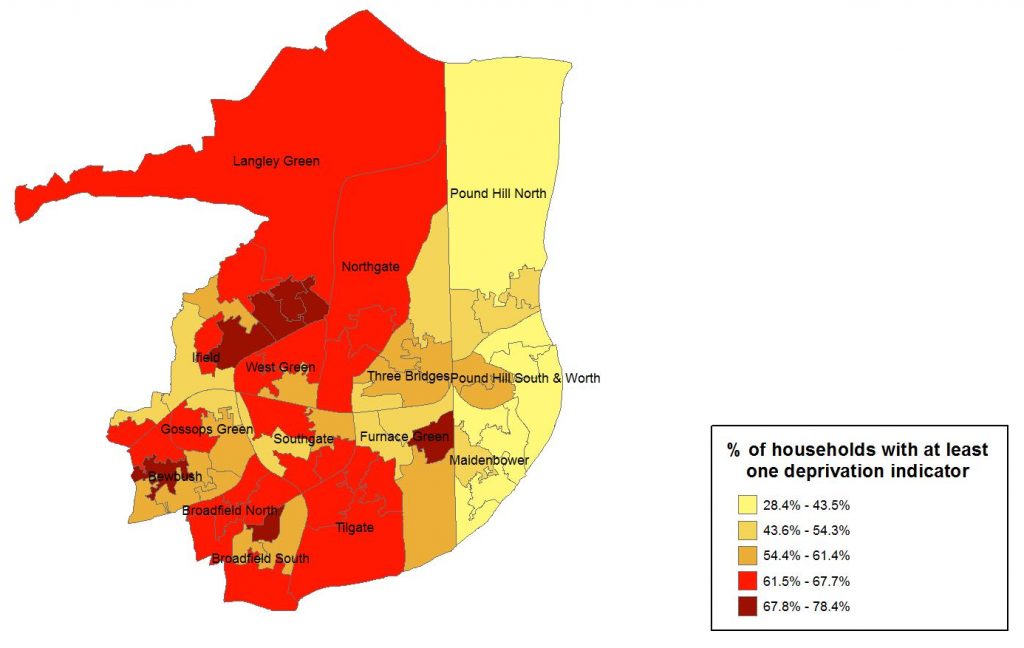 Langley Green
Pound Hill North
Northgate
Ifield
West Green
Three Bridges
Pound Hill South & Worth
Gossops Green
Southgate
Furnace Green
Maidenbower
Bewbush
Broadfield North
Tilgate
Broadfield South
% of households with at least
one deprivation indicator
28.4% - 43.5%
43.6% - 54.3%
54.4% - 61.4%
61.5% - 67.7%
67.8% - 78.4%